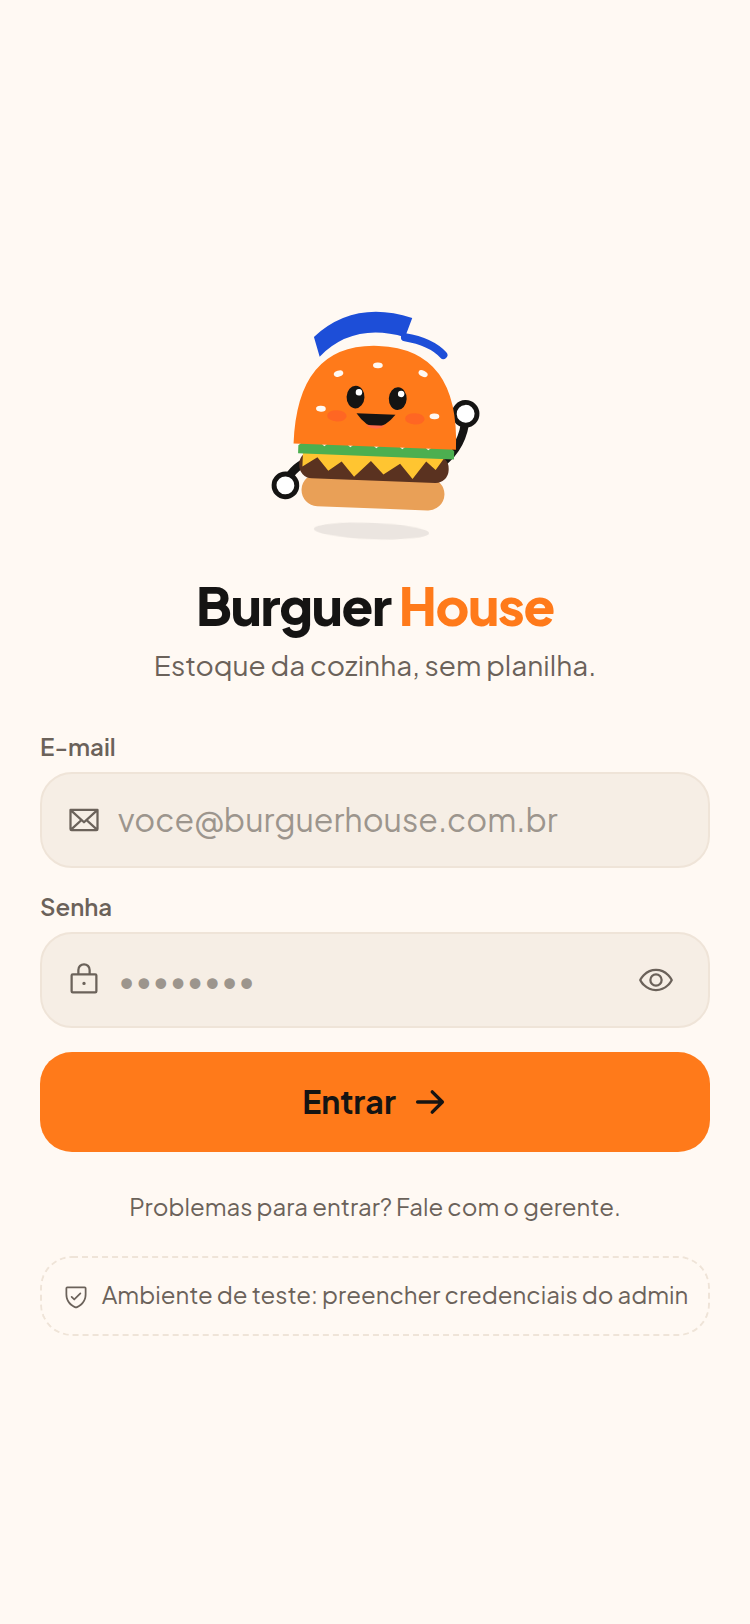 Burguer House
Estoque da cozinha, sem planilha.
E-mail
voce@burguerhouse.com.br
Senha
••••••••
Entrar →
Problemas para entrar? Fale com o gerente.
Ambiente de teste: preencher credenciais do admin